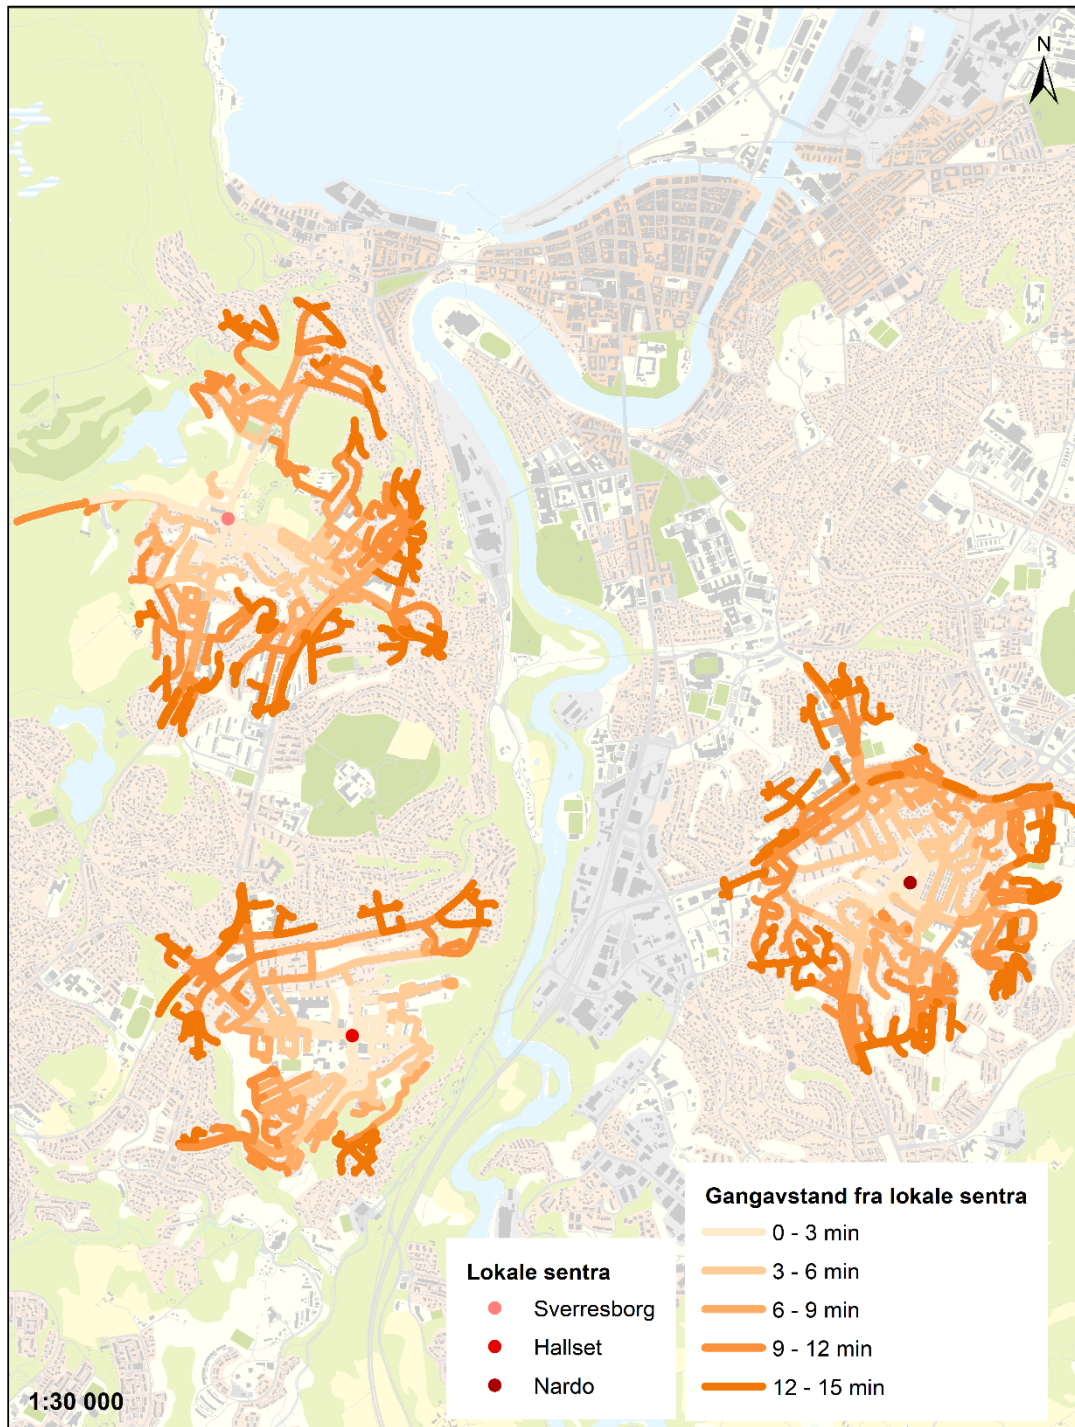 N
Gangavstand fra lokale sentra
0 - 3 min
3 - 6 min
6 - 9 min
9 - 12 min
12 - 15 min
Lokale sentra
Sverresborg
Hallset
Nardo
1:30 000